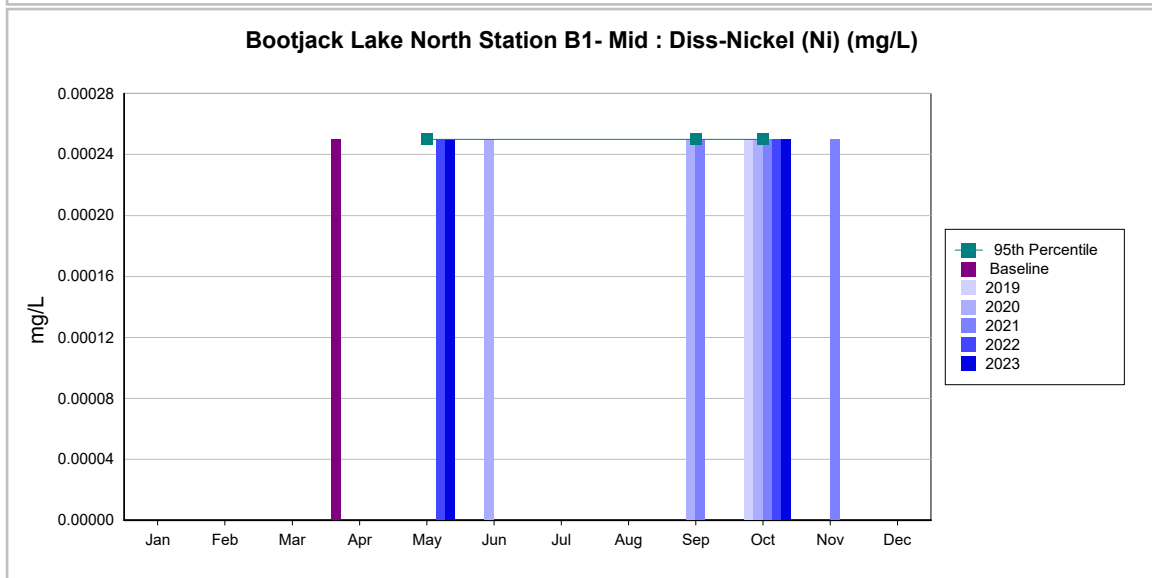 Bootjack Lake North Station B1- Mid : Diss-Nickel (Ni) (mg/L)
mg/L
0.00028
0.00024
0.00020
0.00016
0.00012
0.00008
0.00004
0.00000
Jan Feb Mar Apr May Jun Jul Aug Sep Oct Nov Dec
95th Percentile
Baseline
2019
2020
2021
2022
2023